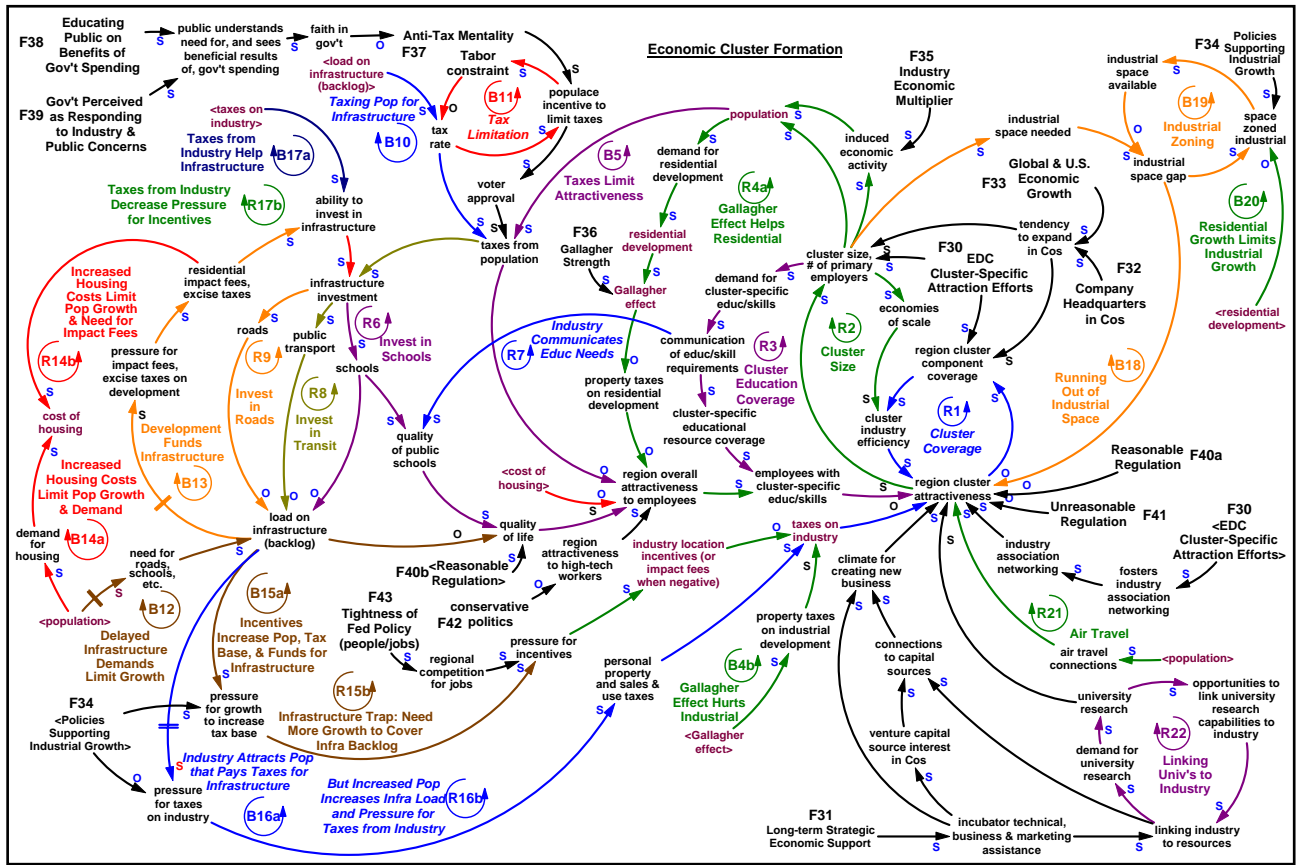 Economic Cluster Formation
F38
Educating
Public on
Benefits of
Gov't Spending
public understands
need for, and sees
beneficial results
of, gov't spending
faith in
gov't
Anti-Tax Mentality
F37
F39
Gov't Perceived
as Responding
to Industry &
Public Concerns
<load on
infrastructure
(backlog)>
Tabor
constraint
B11
Tax
Limitation
populace
incentive to
limit taxes
Taxing Pop for
Infrastructure
B10
tax
rate
<taxes on
industry>
Taxes from
Industry Help
Infrastructure
B17a
Taxes from Industry
Decrease Pressure
for Incentives
R17b
ability to
invest in
infrastructure
voter
approval
taxes from
population
B5
Taxes Limit
Attractiveness
population
demand for
residential
development
R4a
Gallagher
Effect Helps
Residential
residential
development
F36
Gallagher
Strength
Gallagher
effect
induced
economic
activity
F35
Industry
Economic
Multiplier
industrial
space needed
industrial
space available
F34
Policies
Supporting
Industrial
Growth
B19
Industrial
Zoning
space
zoned
industrial
industrial
space gap
Global & U.S.
F33
Economic
Growth
tendency
to expand
in Cos
F32
Company
Headquarters
in Cos
B20
Residential
Growth Limits
Industrial
Growth
<residential
development>
cluster size,
# of primary
employers
F30
EDC
Cluster-Specific
Attraction Efforts
economies
of scale
region cluster
component
coverage
R2
Cluster
Size
cluster
industry
efficiency
R1
Cluster
Coverage
B18
Running
Out of
Industrial
Space
demand for
cluster-specific
educ/skills
communication
of educ/skill
requirements
R3
Cluster
Education
Coverage
cluster-specific
educational
resource coverage
Industry
Communicates
Educ Needs
R7
property taxes
on residential
development
Increased
Housing
Costs Limit
Pop Growth
& Need for
Impact Fees
R14b
residential
impact fees,
excise taxes
infrastructure
investment
roads
R9
Invest
in
Roads
public
transport
R8
Invest
in
Transit
R6
Invest in
Schools
schools
quality
of public
schools
pressure for
impact fees,
excise taxes on
development
cost of
housing
Development
Funds
Infrastructure
B13
Increased
Housing Costs
Limit Pop Growth
& Demand
B14a
demand
for
housing
load on
infrastructure
(backlog)
need for
roads,
schools,
etc.
<population>
B12
Delayed
Infrastructure
Demands
Limit Growth
B15a
Incentives
Increase Pop, Tax
Base, & Funds for
Infrastructure
<cost of
housing>
region overall
attractiveness
to employees
employees with
cluster-specific
educ/skills
region cluster
attractiveness
Reasonable
Regulation
F40a
Unreasonable
Regulation
F41
F30
<EDC
Cluster-Specific
Attraction Efforts>
quality
of life
F40b
<Reasonable
Regulation>
region
attractiveness
to high-tech
workers
conservative
F42
politics
industry location
incentives (or
impact fees
when negative)
taxes on
industry
climate for
creating new
business
industry
association
networking
fosters
industry
association
networking
R21
Air Travel
air travel
connections
<population>
F43
Tightness of
Fed Policy
(people/jobs)
regional
competition
for jobs
pressure for
incentives
personal
property
and sales &
use taxes
property taxes
on industrial
development
B4b
Gallagher
Effect Hurts
Industrial
<Gallagher
effect>
connections
to capital
sources
venture capital
source interest
in Cos
university
research
opportunities to
link university
research
capabilities to
industry
demand for
university
research
R22
Linking
Univ's to
Industry
pressure
for growth
to increase
tax base
R15b
Infrastructure Trap: Need
More Growth to Cover
Infra Backlog
F34
<Policies
Supporting
Industrial Growth>
pressure
for taxes
on industry
Industry Attracts Pop
that Pays Taxes for
Infrastructure
B16a
But Increased Pop
Increases Infra Load
and Pressure for
Taxes from Industry
R16b
F31
Long-term Strategic
Economic Support
incubator technical,
business & marketing
assistance
linking industry
to resources